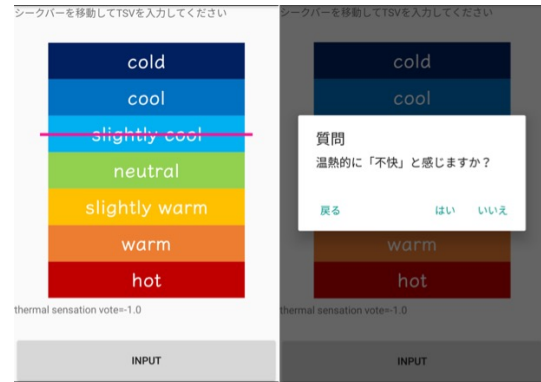 シークバーを移動してTSVを入力してください
cold
cool
slightly cool
neutral
slightly warm
warm
hot
thermal sensation vote=-1.0
INPUT
シークバーを移動してTSVを入力してください
cold
cool
質問
温熱的に「不快」と感じますか？
戻る はい いいえ
warm
hot
thermal sensation vote=-1.0
INPUT